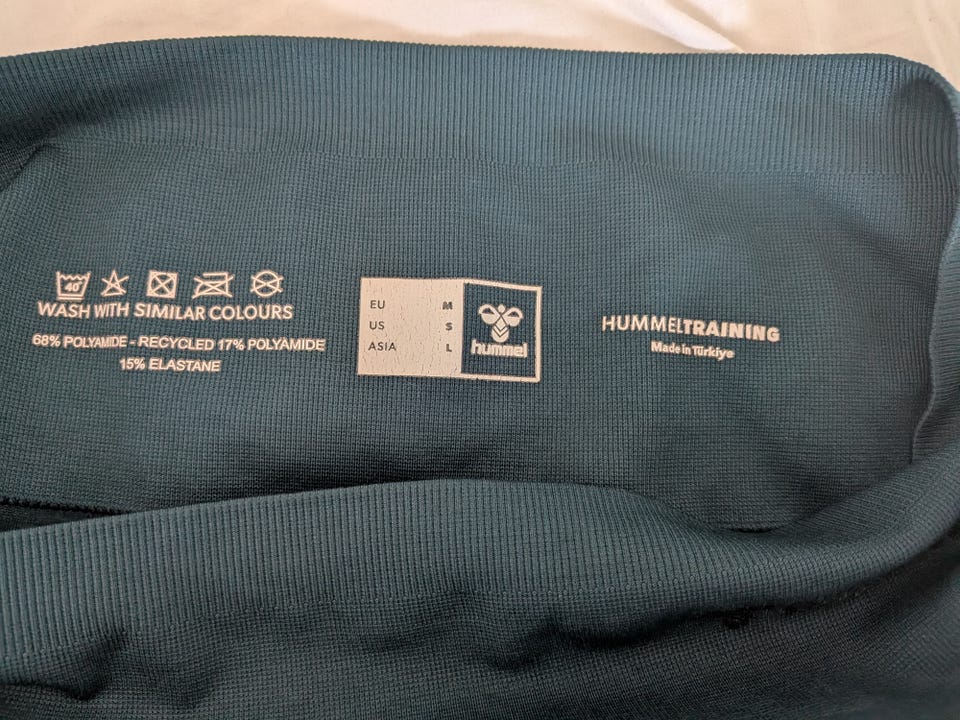 40°
WASH WITH SIMILAR COLOURS
68% POLYAMIDE - RECYCLED 17% POLYAMIDE
15% ELASTANE
EU M
US S
ASIA L
hummel
HUMMELTRAINING
Made in Türkiye